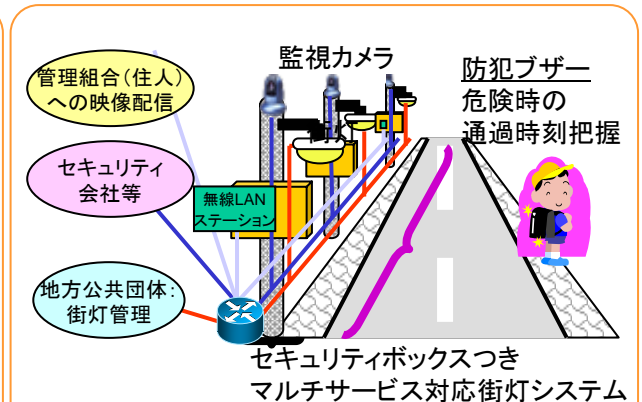 監視カメラ
管理組合(住人)
への映像配信
防犯ブザー
危険時の
通過時刻把握
セキュリティ
会社等
無線LAN
ステーション
地方公共団体:
街灯管理
セキュリティボックスつき
マルチサービス対応街灯システム